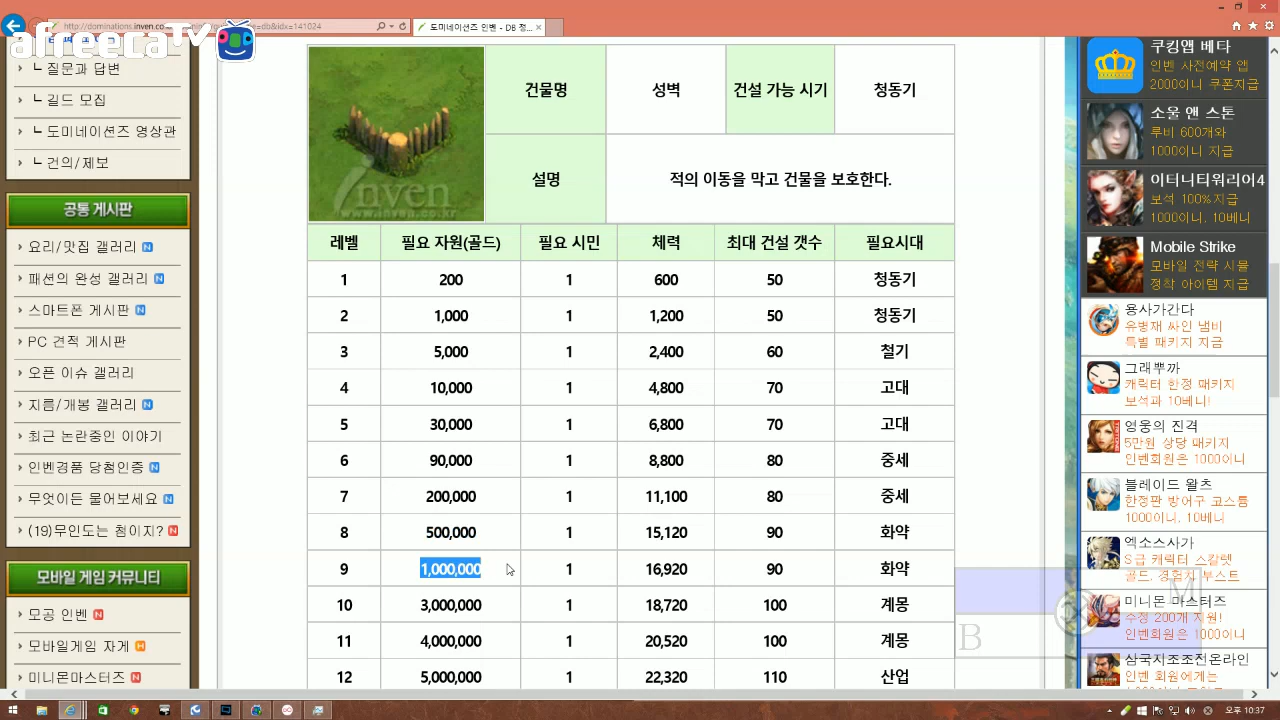 http://dominations.inven.co
db&idx=141024
도미네이션즈 인벤 - DB 정...
afreecaTV
└ 질문과 답변
└ 길드 모집
└ 도미네이션즈 영상관
└ 건의/제보
공통 게시판
요리/맛집 갤러리 N
패션의 완성 갤러리 N
스마트폰 게시판 N
PC 견적 게시판
오픈 이슈 갤러리
지름/개봉 갤러리 N
최근 논란중인 이야기
인벤경품 당첨인증 N
무엇이든 물어보세요 N
(19)무인도는 첨이지? N
모바일 게임 커뮤니티
모공 인벤 N
모바일게임 자게 H
미니몬마스터즈 N
건물명 성벽 건설 가능 시기 청동기
설명 적의 이동을 막고 건물을 보호한다.
inven
www.inven.co.kr
레벨 필요 자원(골드) 필요 시민 체력 최대 건설 갯수 필요시대
1 200 1 600 50 청동기
2 1,000 1 1,200 50 청동기
3 5,000 1 2,400 60 철기
4 10,000 1 4,800 70 고대
5 30,000 1 6,800 70 고대
6 90,000 1 8,800 80 중세
7 200,000 1 11,100 80 중세
8 500,000 1 15,120 90 화약
9 1,000,000 1 16,920 90 화약
10 3,000,000 1 18,720 100 계몽
11 4,000,000 1 20,520 100 계몽
12 5,000,000 1 22,320 110 산업
쿠킹앱 베타
인벤 사전예약 앱
2000이니 쿠폰지급
소울 앤 스톤
루비 600개와
1000이니 지급
이터니티워리어4
보석 100%지급
1000이니, 10베니
Mobile Strike
모바일 전략 시뮬
정착 아이템 지급
용사가간다
유병재 싸인 냄비
특별 패키지 지금
그래뿌까
캐릭터 한정 패키지
보석과 10베니!
영웅의 진격
5만원 상당 패키지
인벤회원은 1000이니
블레이드 왈츠
한정판 방어구 코스튬
1000이니, 10베니
엑소스사가
S급 캐릭터 스칼렛
골드, 경험치 부스트
미니몬 마스터즈
수정 200개 지원!
인벤회원은 1000이니
삼국지조조전온라인
인벤 회원에게는
M
B
오후 10:37